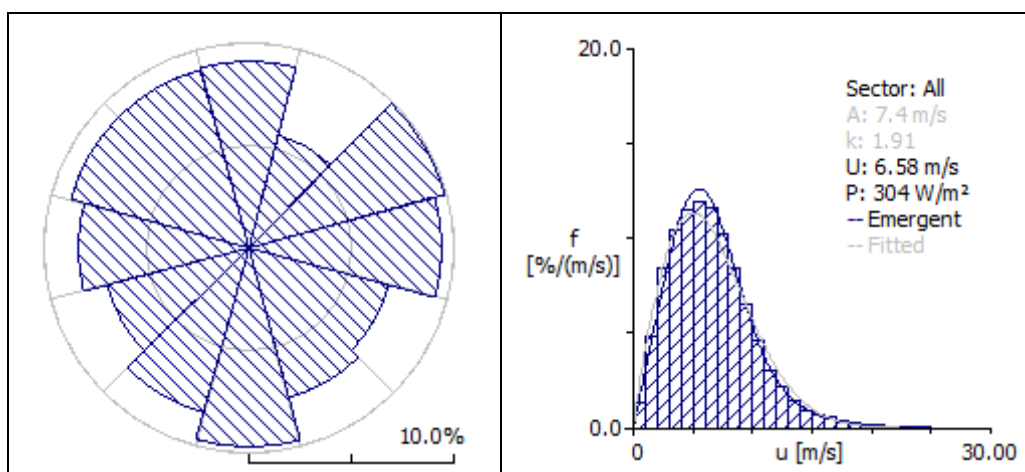 10.0%
20.0
Sector: All
A: 7.4 m/s
k: 1.91
U: 6.58 m/s
P: 304 W/m²
-- Emergent
-- Fitted
f
[%/(m/s)]
0.0
0
u [m/s]
30.00